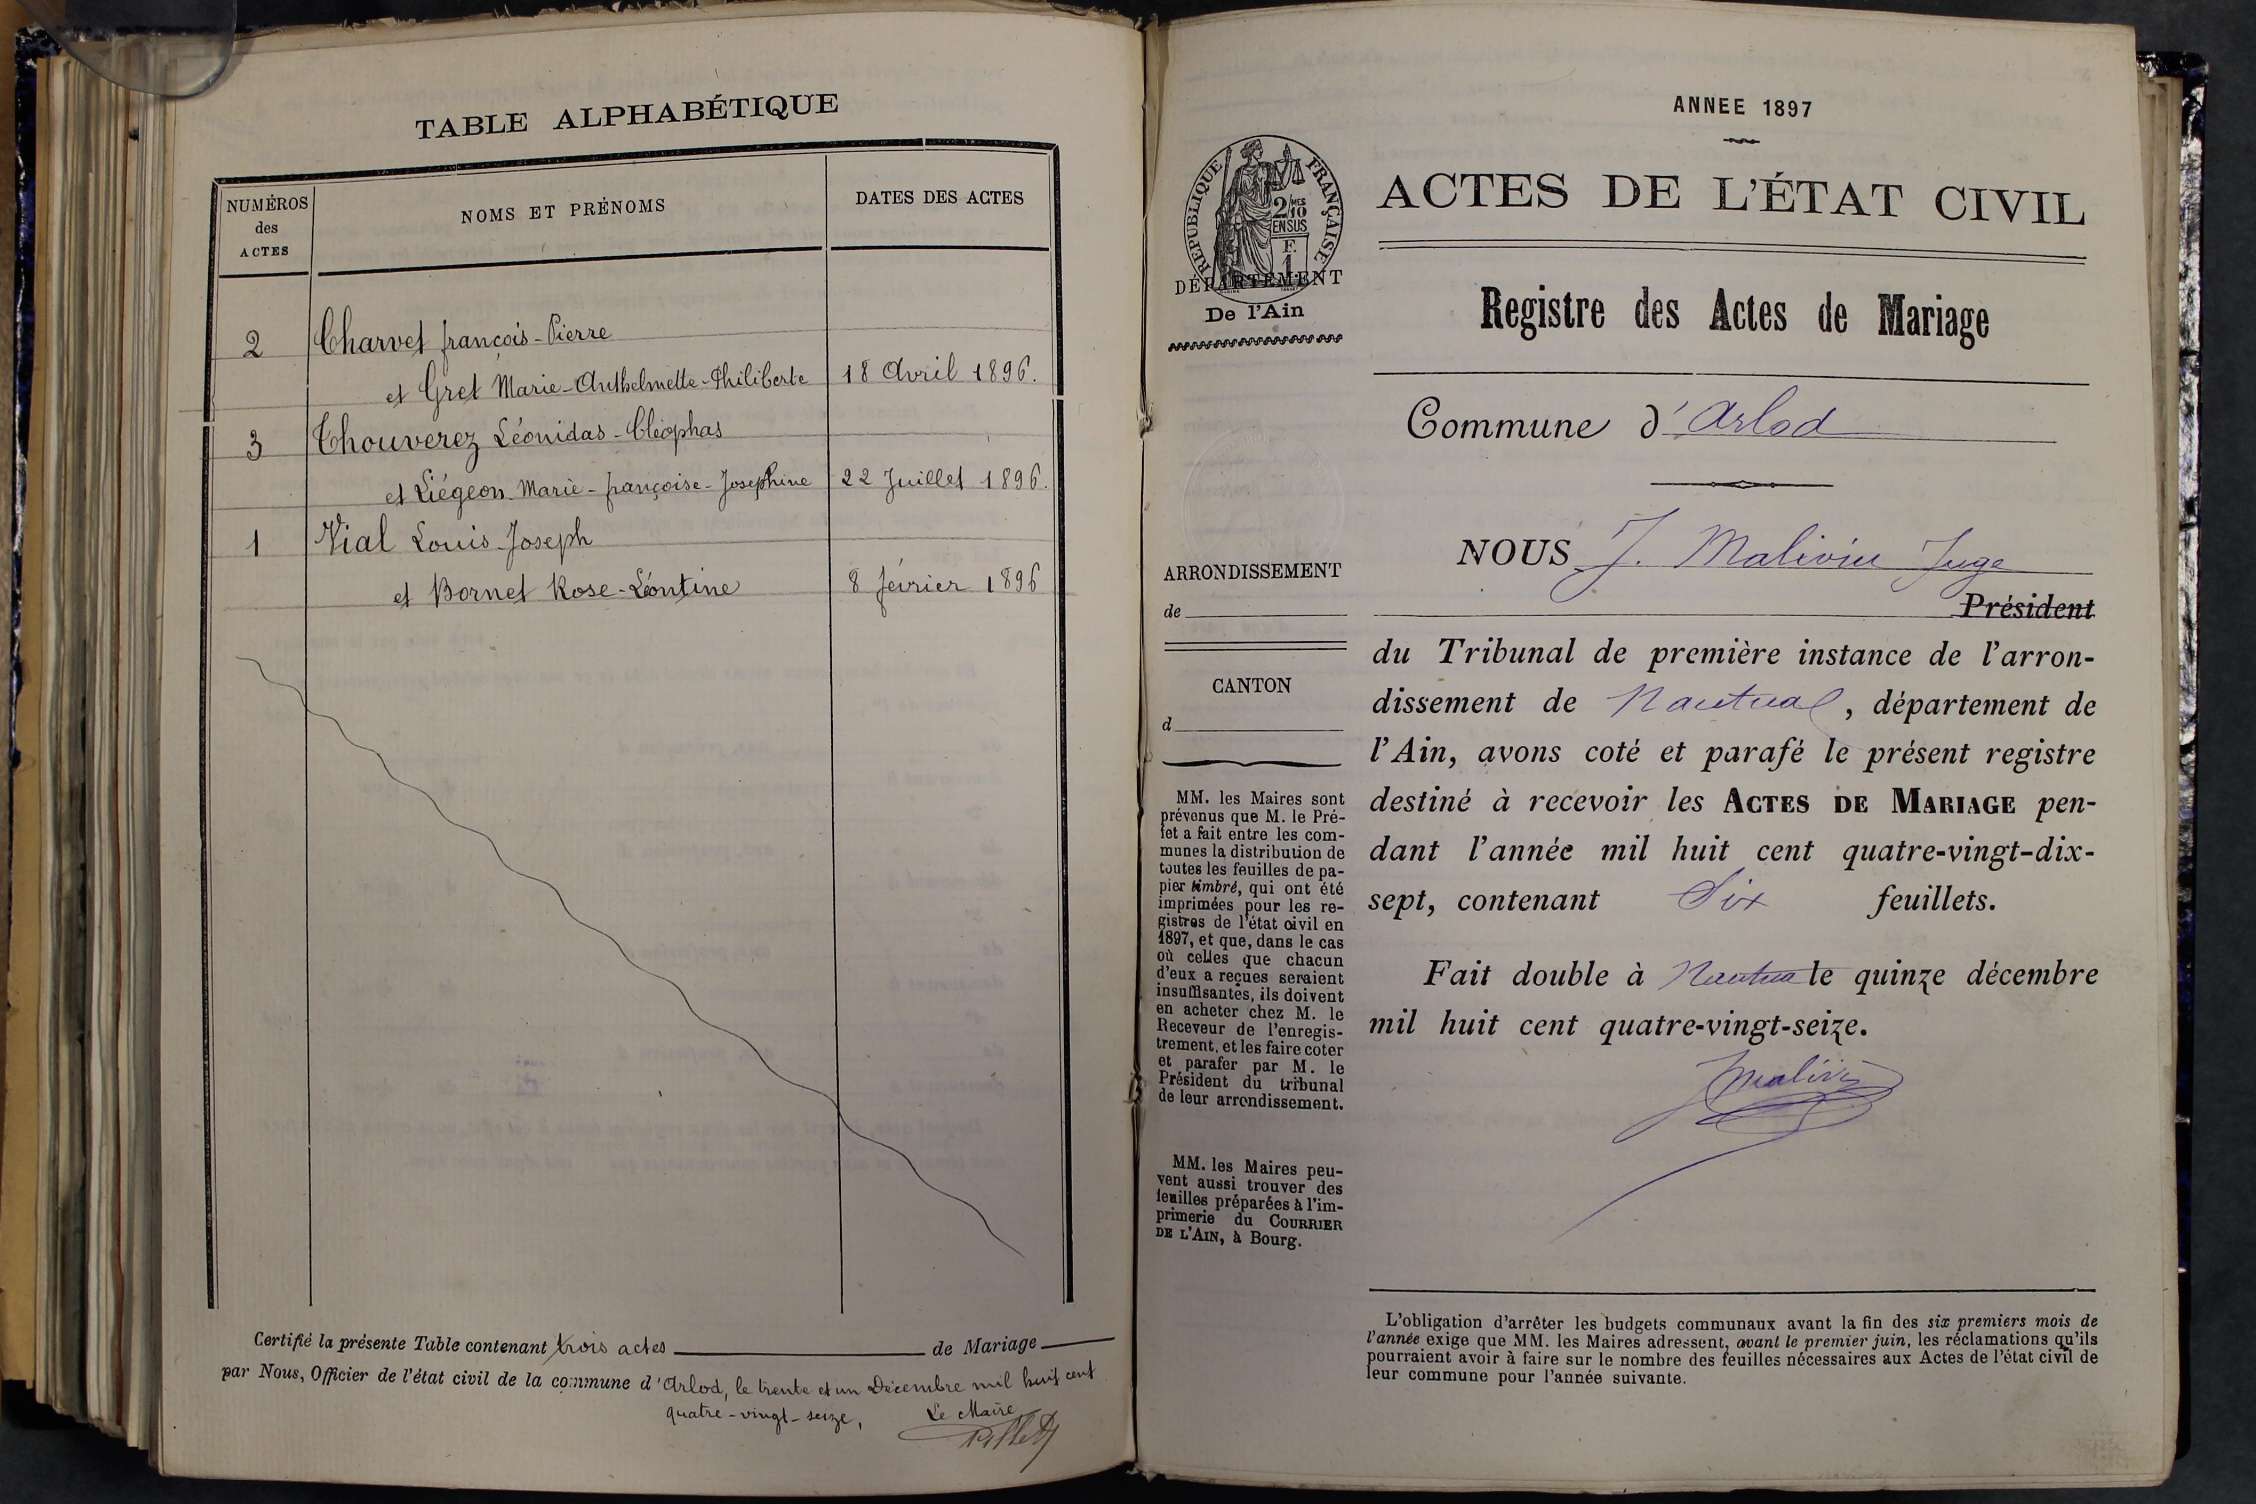 TABLE ALPHABÉTIQUE
NUMÉROS des ACTES
NOMS ET PRÉNOMS
DATES DES ACTES
2 Charvet françois-Pierre
et Gret Marie-Anthelmette-Philiberte 18 Avril 1896.
3 Thouverez Léonidas-Cléophas
et Liégeon Marie-françoise-Joséphine 22 Juillet 1896.
1 Vial Louis-Joseph
et Bornet Rose-Léontine 8 février 1896
Certifié la présente Table contenant trois actes de Mariage
par Nous, Officier de l'état civil de la commune d'Arlod, le trente et un Décembre mil huit cent
quatre-vingt-seize, Le Maire
ANNEE 1897
RÉPUBLIQUE FRANÇAISE
2/10 MES
EN SUS
F.
1
DÉPARTEMENT
De l'Ain
ACTES DE L'ÉTAT CIVIL
Registre des Actes de Mariage
Commune d'Arlod
ARRONDISSEMENT
de
CANTON
d
MM. les Maires sont
prévenus que M. le Pré-
fet a fait entre les com-
munes la distribution de
toutes les feuilles de pa-
pier timbré, qui ont été
imprimées pour les re-
gistres de l'état civil en
1897, et que, dans le cas
où celles que chacun
d'eux a reçues seraient
insuffisantes, ils doivent
en acheter chez M. le
Receveur de l'enregis-
trement, et les faire coter
et parafer par M. le
Président du tribunal
de leur arrondissement.
MM. les Maires peu-
vent aussi trouver des
feuilles préparées à l'im-
primerie du COURRIER
DE L'AIN, à Bourg.
NOUS J. Malivin Juge
Président
du Tribunal de première instance de l'arron-
dissement de Nantua, département de
l'Ain, avons coté et parafé le présent registre
destiné à recevoir les ACTES DE MARIAGE pen-
dant l'année mil huit cent quatre-vingt-dix-
sept, contenant Six feuillets.
Fait double à Nantua le quinze décembre
mil huit cent quatre-vingt-seize.
L'obligation d'arrêter les budgets communaux avant la fin des six premiers mois de
l'année exige que MM. les Maires adressent, avant le premier juin, les réclamations qu'ils
pourraient avoir à faire sur le nombre des feuilles nécessaires aux Actes de l'état civil de
leur commune pour l'année suivante.